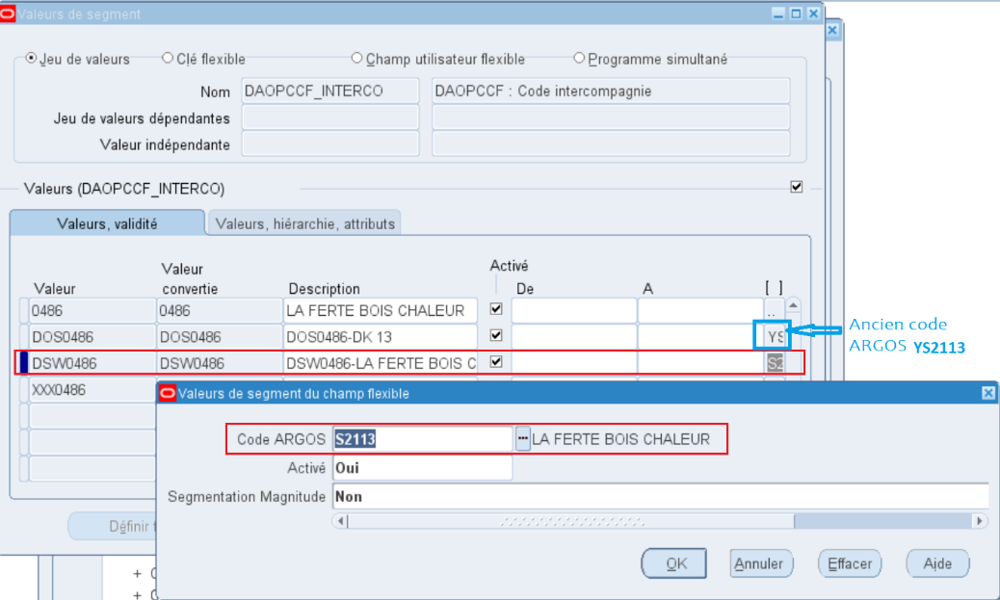 Valeurs de segment
Jeu de valeurs Clé flexible Champ utilisateur flexible Programme simultané
Nom DAOPCCF_INTERCO DAOPCCF : Code intercompagnie
Jeu de valeurs dépendantes
Valeur indépendante
Valeurs (DAOPCCF_INTERCO)
Valeurs, validité Valeurs, hiérarchie, attributs
Activé
Valeur Valeur convertie Description De A [ ]
0486 0486 LA FERTE BOIS CHALEUR ..
DOS0486 DOS0486 DOS0486-DK 13 YS
DSW0486 DSW0486 DSW0486-LA FERTE BOIS C S2
XXX0486
Ancien code
ARGOS YS2113
Valeurs de segment du champ flexible
Code ARGOS S2113 ... LA FERTE BOIS CHALEUR
Activé Oui
Segmentation Magnitude Non
Définir
OK Annuler Effacer Aide